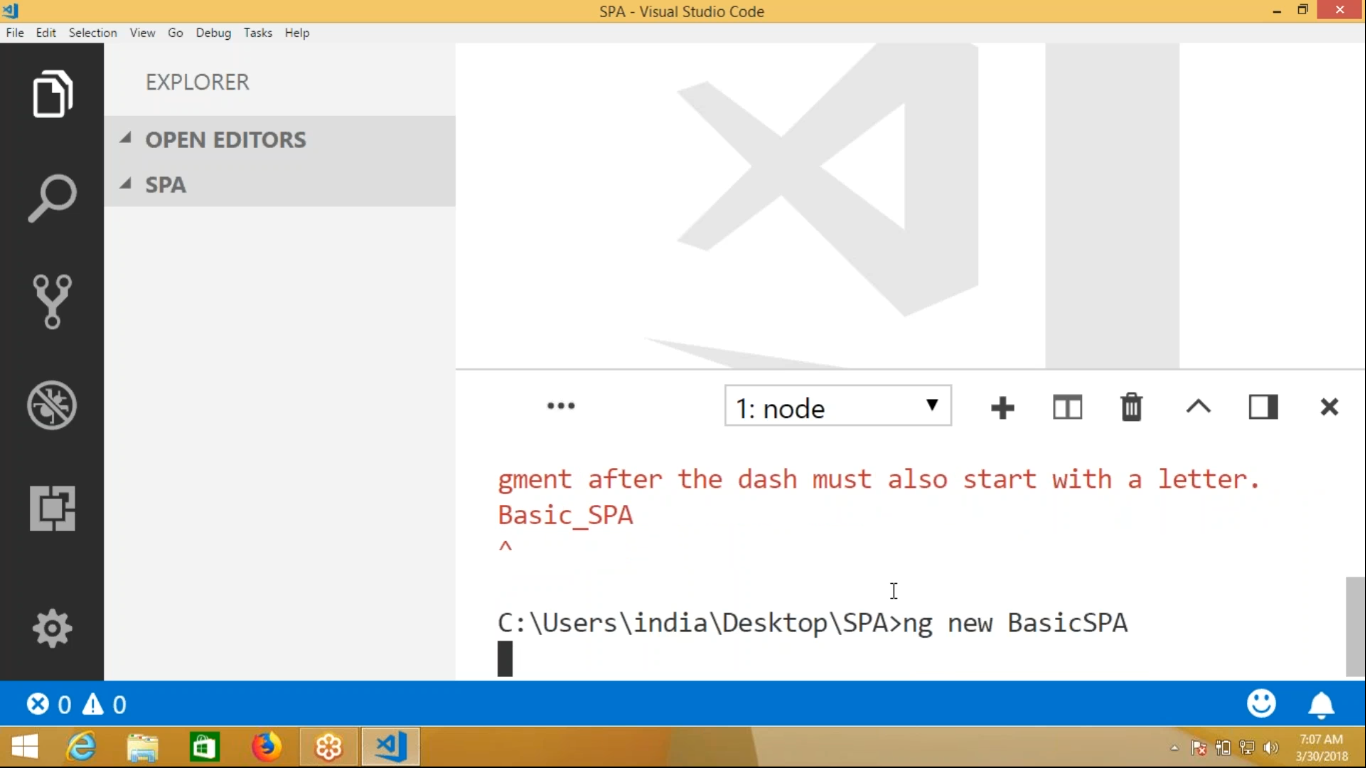 SPA - Visual Studio Code
File Edit Selection View Go Debug Tasks Help
EXPLORER
OPEN EDITORS
SPA
1: node
gment after the dash must also start with a letter.
Basic_SPA
^
C:\Users\india\Desktop\SPA>ng new BasicSPA
0 0
7:07 AM
3/30/2018